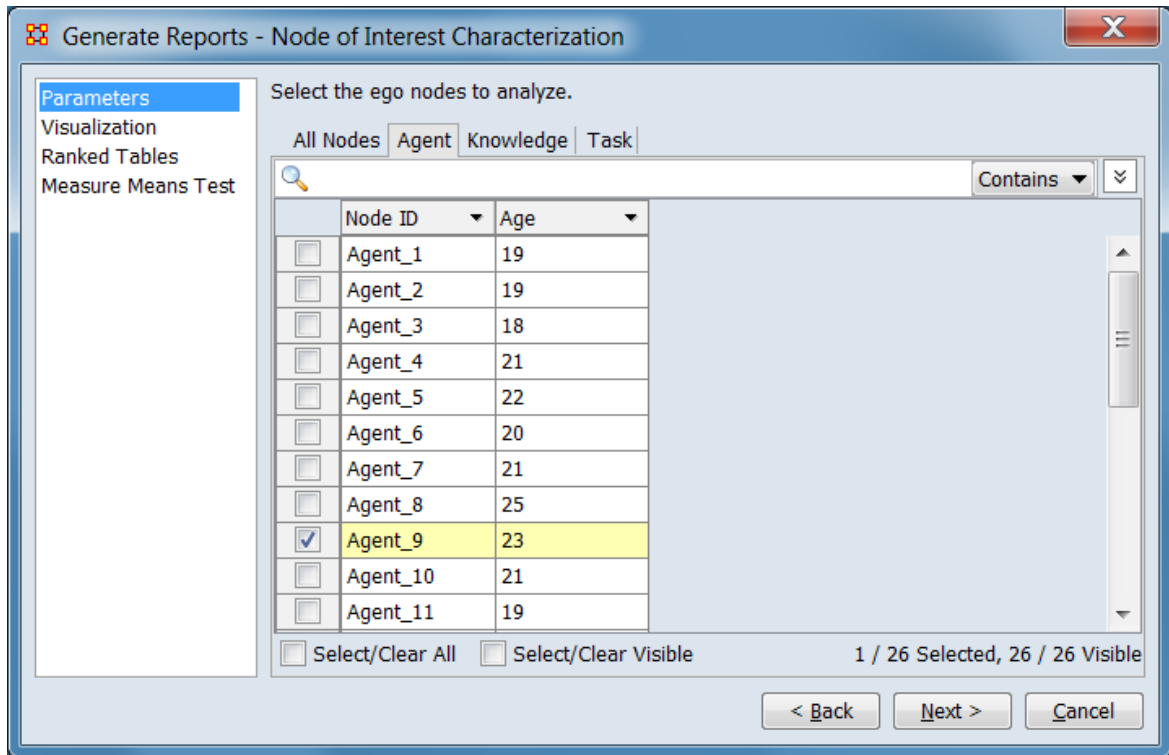 Generate Reports - Node of Interest Characterization
X
Parameters
Visualization
Ranked Tables
Measure Means Test
Select the ego nodes to analyze.
All Nodes Agent Knowledge Task
Contains
Node ID Age
Agent_1 19
Agent_2 19
Agent_3 18
Agent_4 21
Agent_5 22
Agent_6 20
Agent_7 21
Agent_8 25
Agent_9 23
Agent_10 21
Agent_11 19
Select/Clear All Select/Clear Visible 1 / 26 Selected, 26 / 26 Visible
< Back Next > Cancel